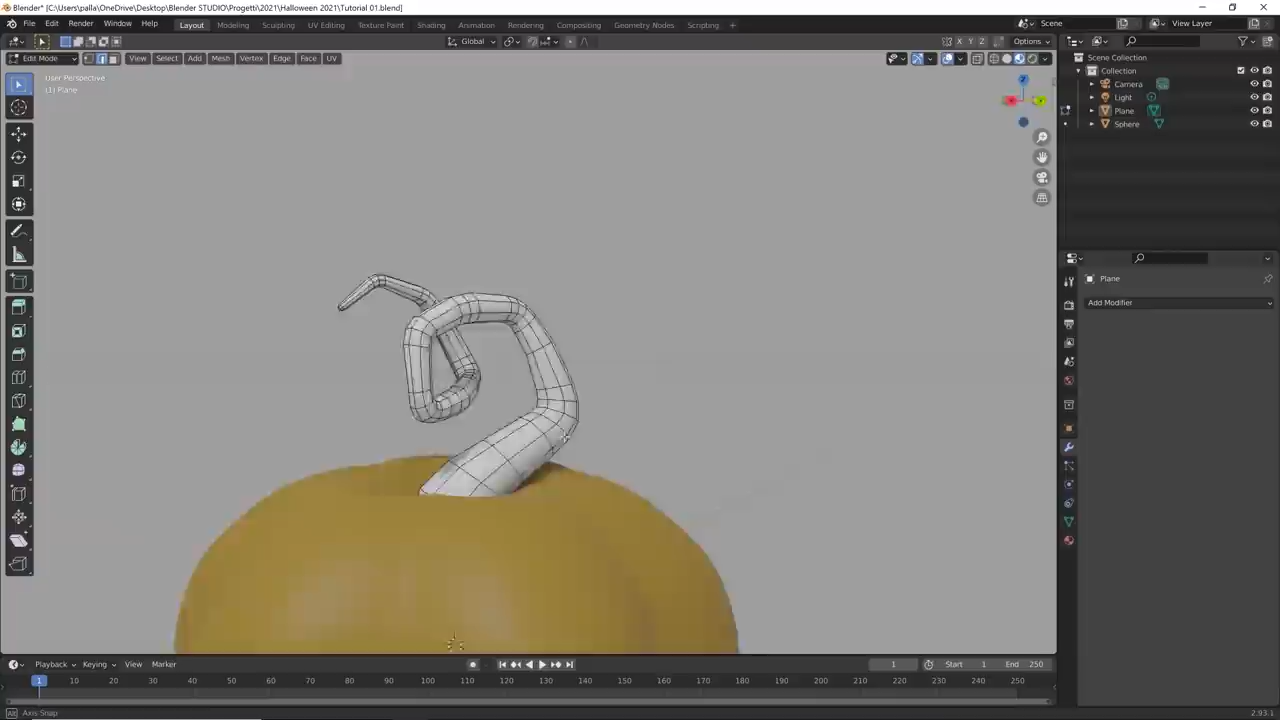 Blender* [C:\Users\palla\OneDrive\Desktop\Blender STUDIO\Progetti\2021\Halloween 2021\Tutorial 01.blend]
File Edit Render Window Help Layout Modeling Sculpting UV Editing Texture Paint Shading Animation Rendering Compositing Geometry Nodes Scripting + Scene View Layer
Global X Y Z Options
Edit Mode View Select Add Mesh Vertex Edge Face UV
User Perspective
(1) Plane
Z
Scene Collection
Collection
Camera
Light
Plane
Sphere
Plane
Add Modifier
Playback Keying View Marker 1 Start 1 End 250
1 10 20 30 40 50 60 70 80 90 100 110 120 130 140 150 160 170 180 190 200 210 220 230 240 250
Axis Snap 2.93.1